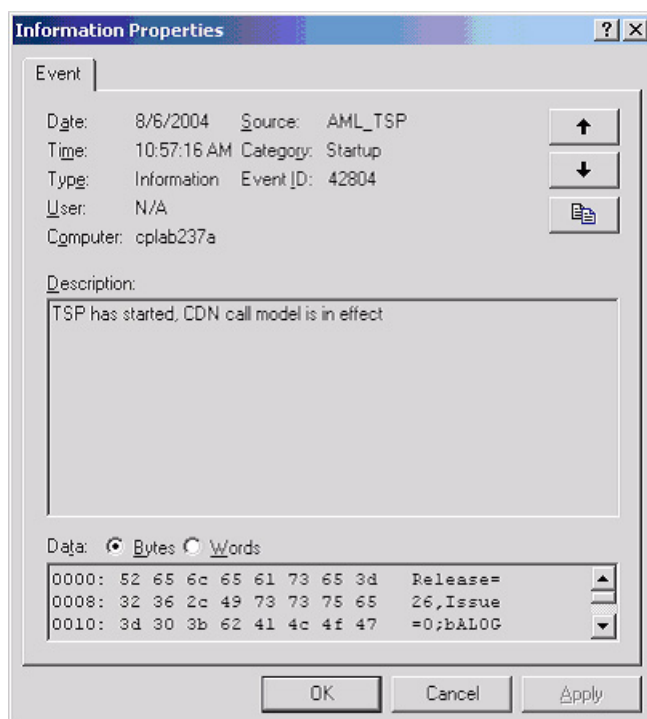 Information Properties
Event
Date: 8/6/2004 Source: AML_TSP
Time: 10:57:16 AM Category: Startup
Type: Information Event ID: 42804
User: N/A
Computer: cplab237a
Description:
TSP has started, CDN call model is in effect
Data: Bytes Words
0000: 52 65 6c 65 61 73 65 3d Release=
0008: 32 36 2c 49 73 73 75 65 26,Issue
0010: 3d 30 3b 62 41 4c 4f 47 =0;bALOG
OK Cancel Apply